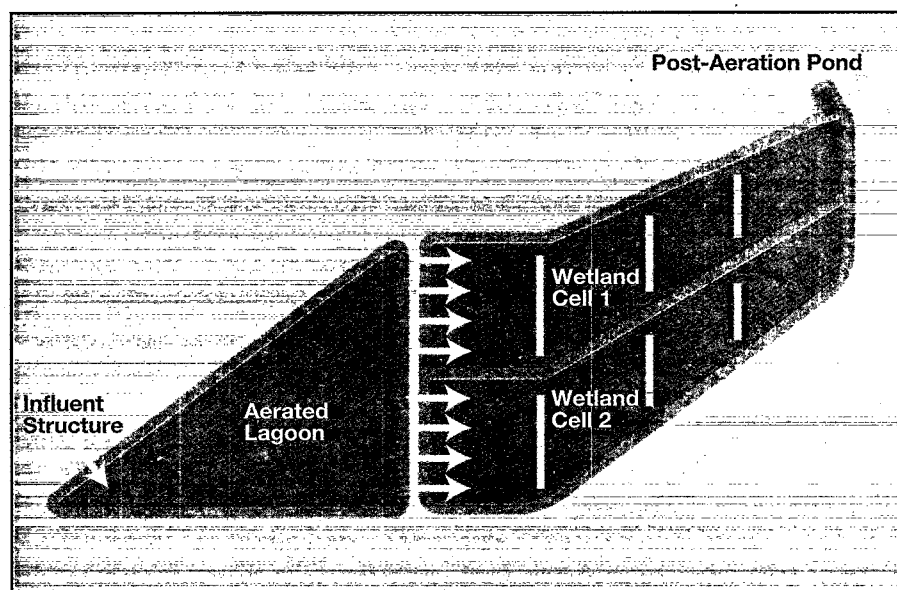 Post-Aeration Pond
Wetland
Cell 1
Influent
Structure
Aerated
Lagoon
Wetland
Cell 2